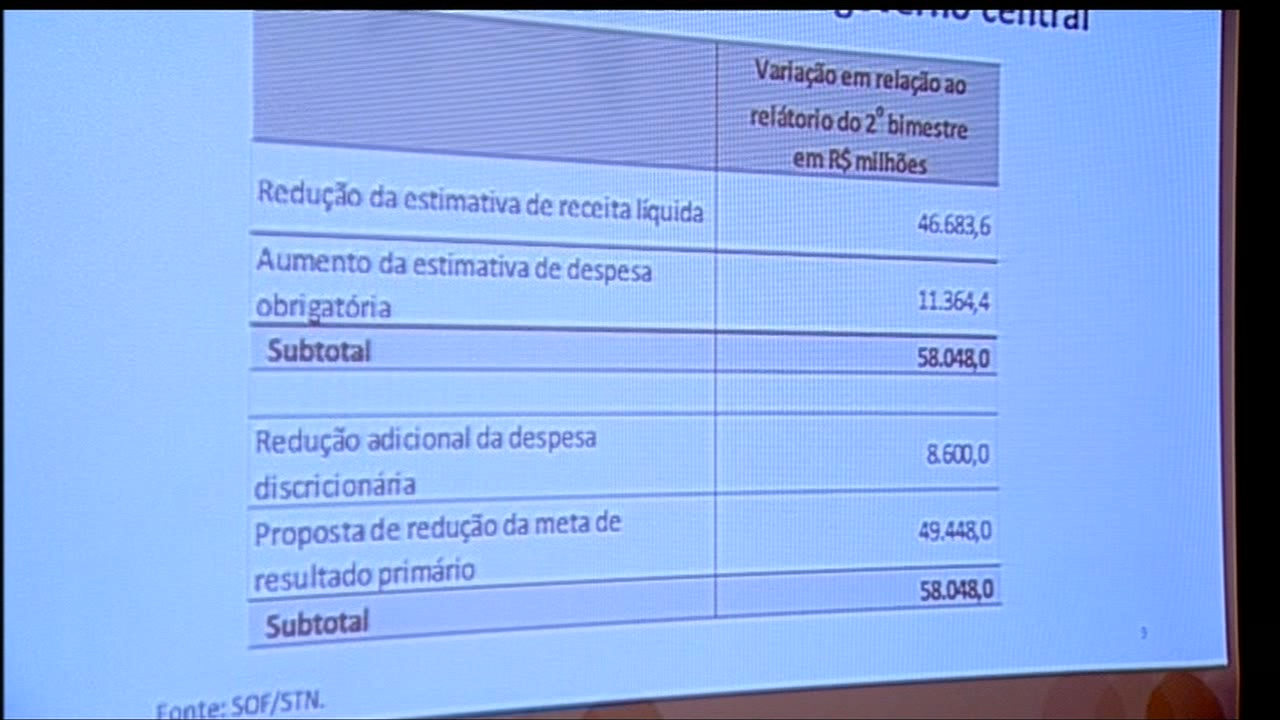 governo central
Variação em relação ao
relátorio do 2º bimestre
em R$ milhões
Redução da estimativa de receita líquida
46.683,6
Aumento da estimativa de despesa
obrigatória
11.364,4
Subtotal
58.048,0
Redução adicional da despesa
discricionária
8.600,0
Proposta de redução da meta de
resultado primário
49.448,0
Subtotal
58.048,0
9
Fonte: SOF/STN.